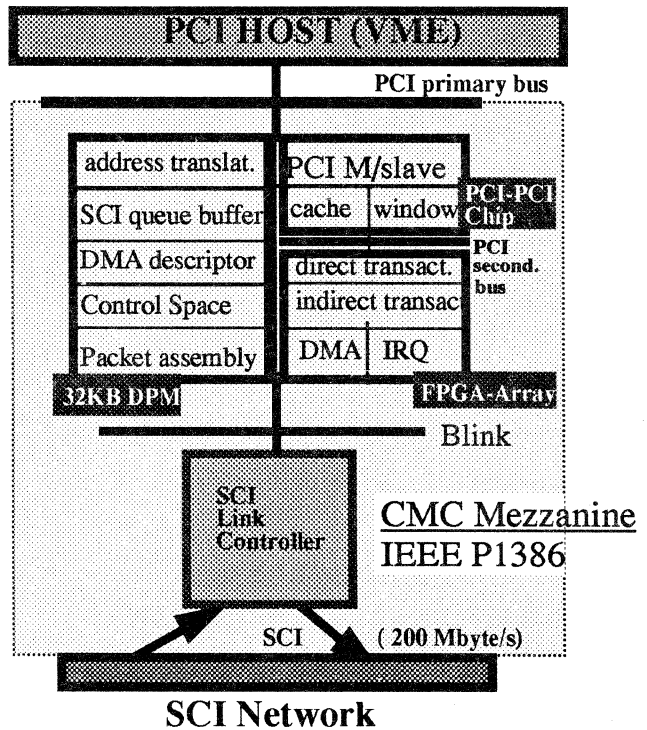 PCI HOST (VME)
PCI primary bus
address translat.
SCI queue buffer
DMA descriptor
Control Space
Packet assembly
32KB DPM
PCI M/slave
cache
window
PCI-PCI
Chip
PCI
second.
bus
direct transact.
indirect transac
DMA
IRQ
FPGA-Array
Blink
SCI
Link
Controller
CMC Mezzanine
IEEE P1386
SCI
( 200 Mbyte/s)
SCI Network